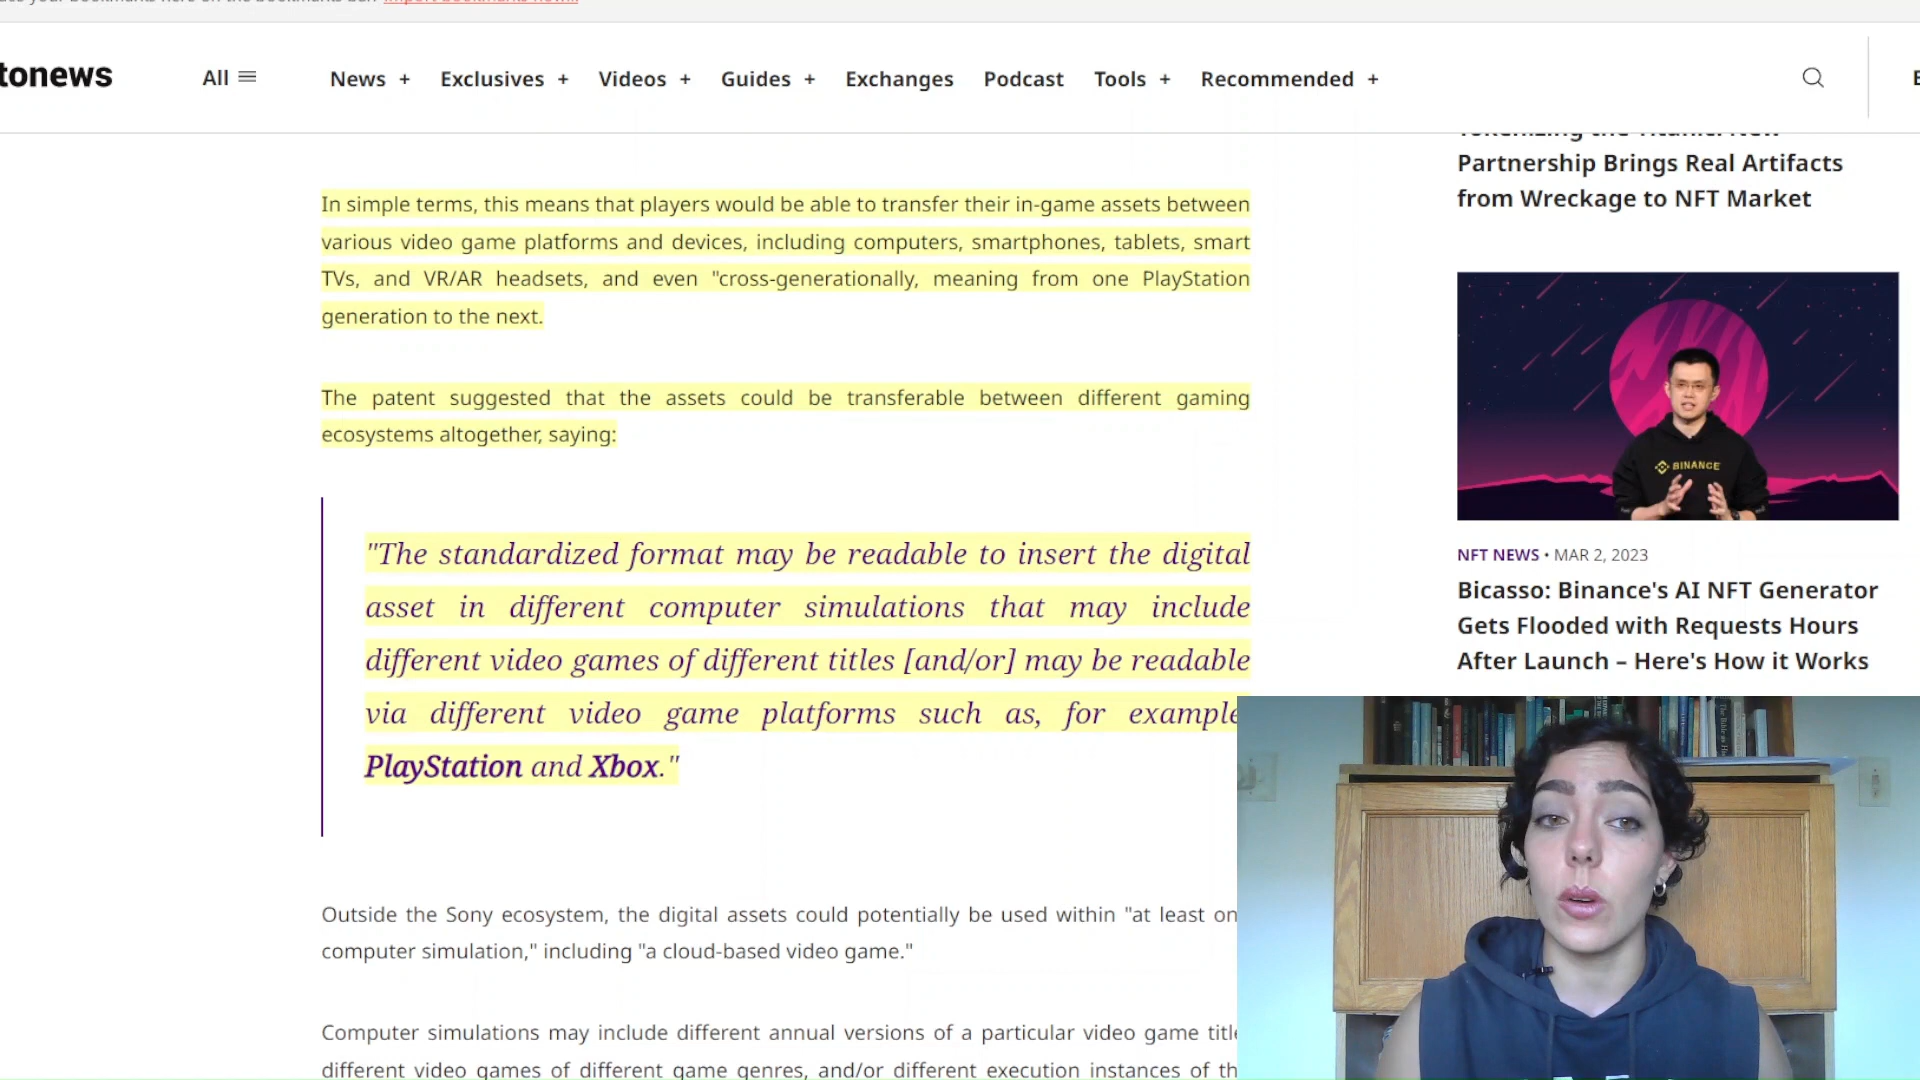 tonews
All
News +
Exclusives +
Videos +
Guides +
Exchanges
Podcast
Tools +
Recommended +
In simple terms, this means that players would be able to transfer their in-game assets between
various video game platforms and devices, including computers, smartphones, tablets, smart
TVs, and VR/AR headsets, and even "cross-generationally, meaning from one PlayStation
generation to the next.
The patent suggested that the assets could be transferable between different gaming
ecosystems altogether, saying:
"The standardized format may be readable to insert the digital
asset in different computer simulations that may include
different video games of different titles [and/or] may be readable
via different video game platforms such as, for example
PlayStation and Xbox."
Outside the Sony ecosystem, the digital assets could potentially be used within "at least on
computer simulation," including "a cloud-based video game."
Computer simulations may include different annual versions of a particular video game title
different video games of different game genres, and/or different execution instances of th
Tokenizing the Titanic: New
Partnership Brings Real Artifacts
from Wreckage to NFT Market
BINANCE
NFT NEWS • MAR 2, 2023
Bicasso: Binance's AI NFT Generator
Gets Flooded with Requests Hours
After Launch – Here's How it Works